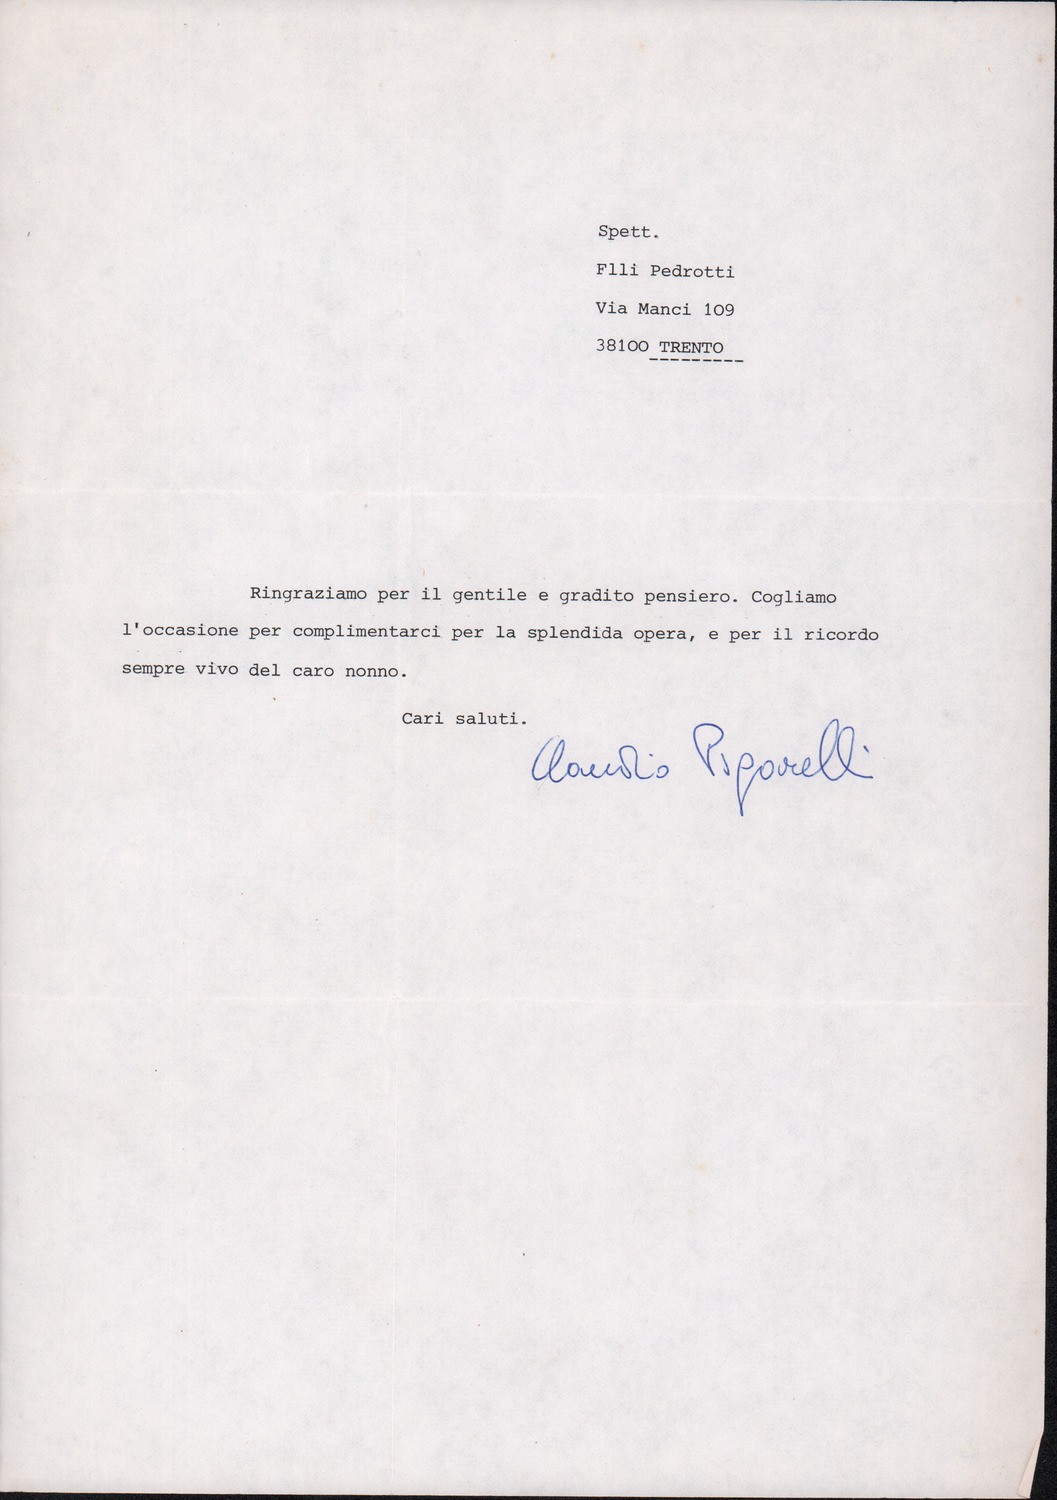 Spett.
Flli Pedrotti
Via Manci 109
38100 TRENTO
Ringraziamo per il gentile e gradito pensiero. Cogliamo
l'occasione per complimentarci per la splendida opera, e per il ricordo
sempre vivo del caro nonno.
Cari saluti.
Claudio Pigarelli